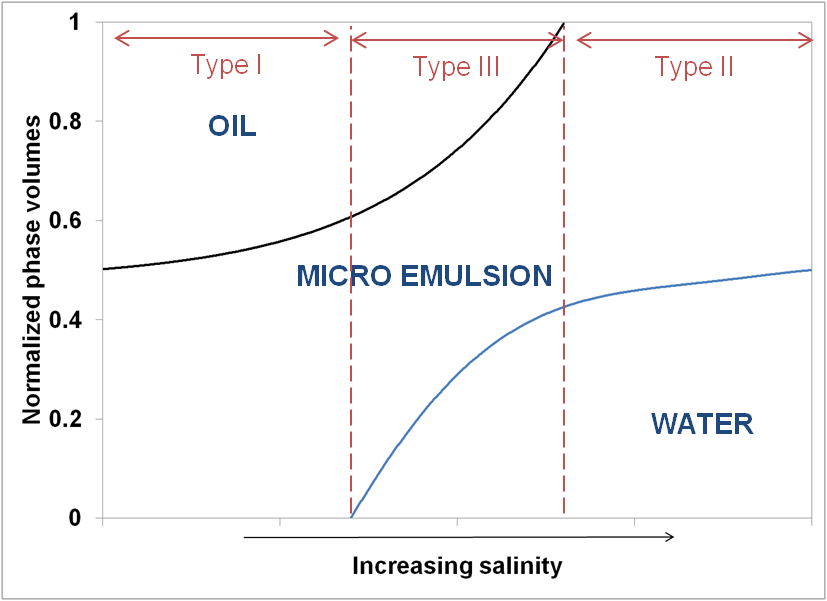 1
Type I
Type III
Type II
OIL
0.8
0.6
MICRO EMULSION
0.4
WATER
0.2
0
Normalized phase volumes
Increasing salinity